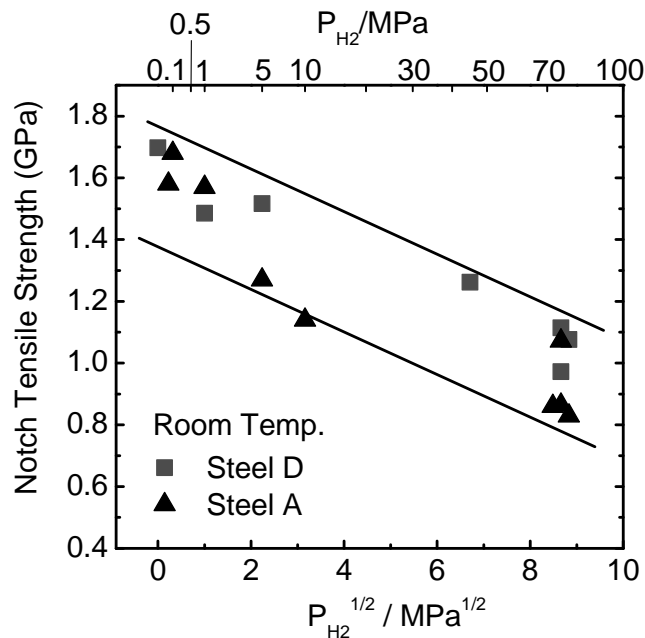 P_H2/MPa
0.5
0.1 1 5 10 30 50 70 100
Notch Tensile Strength (GPa)
1.8
1.6
1.4
1.2
1.0
0.8
0.6
0.4
Room Temp.
Steel D
Steel A
0 2 4 6 8 10
P_H2^1/2 / MPa^1/2